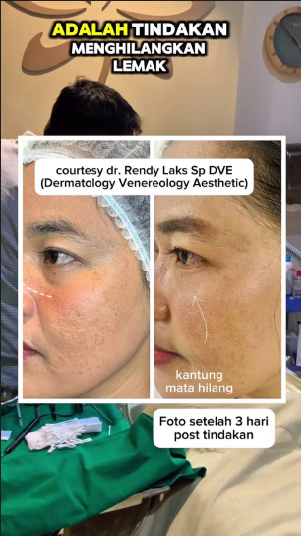 ADALAH TINDAKAN
MENGHILANGKAN
LEMAK
courtesy dr. Rendy Laks Sp DVE
(Dermatology Venereology Aesthetic)
kantung
mata hilang
Foto setelah 3 hari
post tindakan